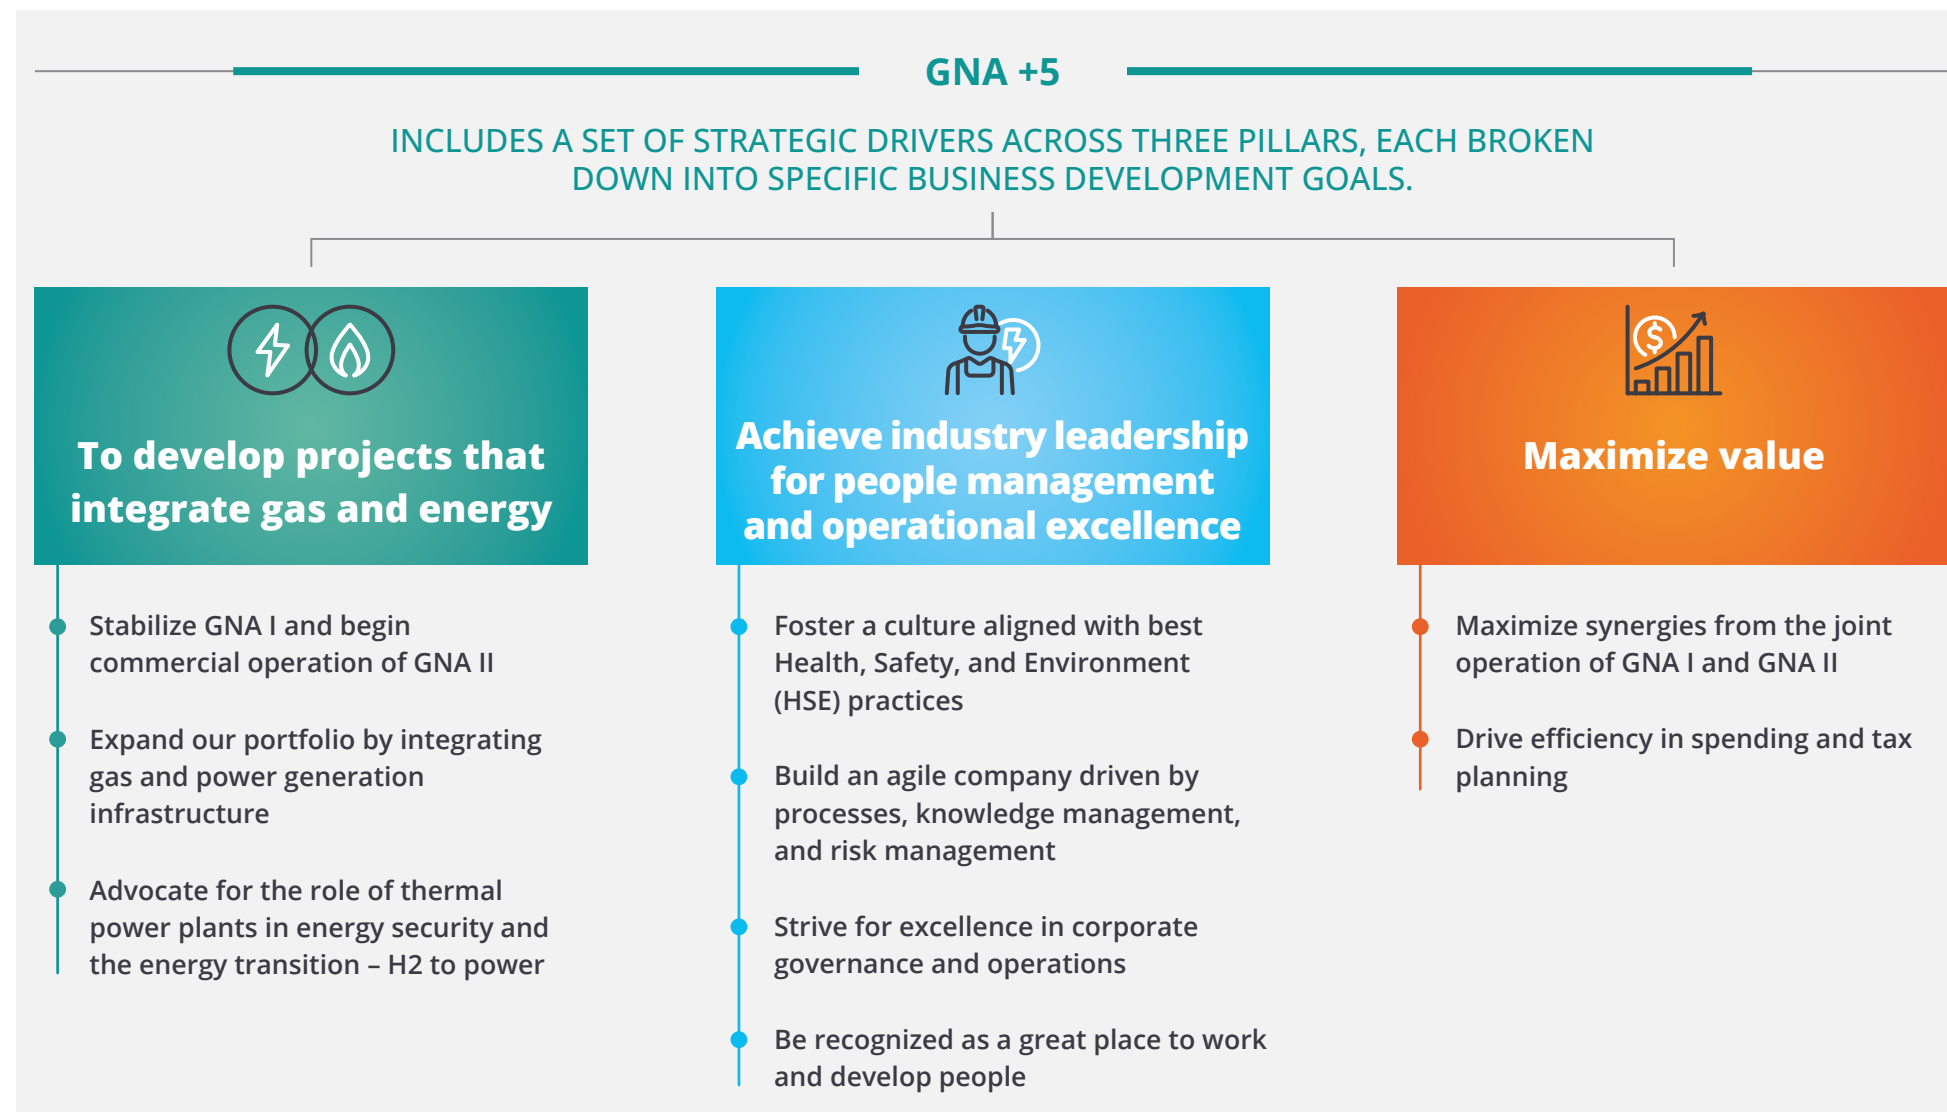 GNA +5
INCLUDES A SET OF STRATEGIC DRIVERS ACROSS THREE PILLARS, EACH BROKEN
DOWN INTO SPECIFIC BUSINESS DEVELOPMENT GOALS.
To develop projects that
integrate gas and energy
Stabilize GNA I and begin
commercial operation of GNA II
Expand our portfolio by integrating
gas and power generation
infrastructure
Advocate for the role of thermal
power plants in energy security and
the energy transition – H2 to power
Achieve industry leadership
for people management
and operational excellence
Foster a culture aligned with best
Health, Safety, and Environment
(HSE) practices
Build an agile company driven by
processes, knowledge management,
and risk management
Strive for excellence in corporate
governance and operations
Be recognized as a great place to work
and develop people
$
Maximize value
Maximize synergies from the joint
operation of GNA I and GNA II
Drive efficiency in spending and tax
planning